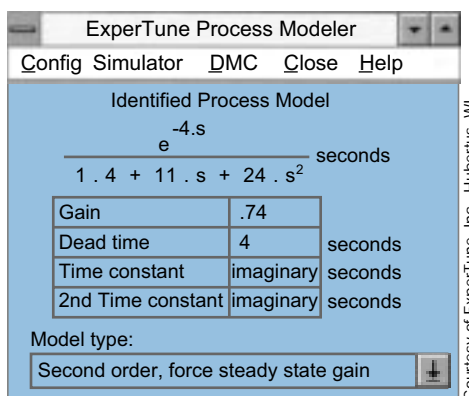 ExperTune Process Modeler
Config Simulator DMC Close Help
Identified Process Model
e-4.s
1 . 4 + 11 . s + 24 . s2
seconds
Gain .74
Dead time 4 seconds
Time constant imaginary seconds
2nd Time constant imaginary seconds
Model type:
Second order, force steady state gain
Courtesy of ExperTune, Inc., Hubertus, WI